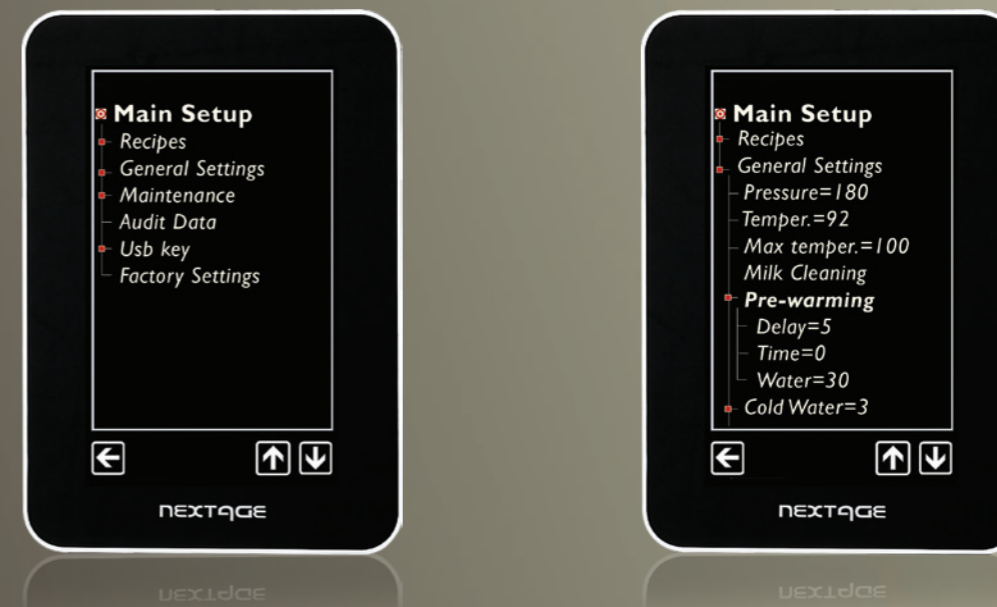 Main Setup
Recipes
General Settings
Maintenance
Audit Data
Usb key
Factory Settings
NEXTAGE
NEXTAGE
Main Setup
Recipes
General Settings
Pressure=180
Temper.=92
Max temper.=100
Milk Cleaning
Pre-warming
Delay=5
Time=0
Water=30
Cold Water=3
NEXTAGE
NEXTAGE